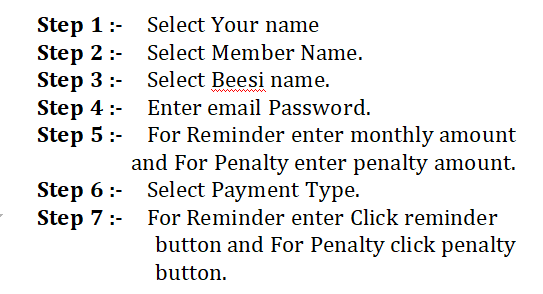 Step 1 :- Select Your name
Step 2 :- Select Member Name.
Step 3 :- Select Beesi name.
Step 4 :- Enter email Password.
Step 5 :- For Reminder enter monthly amount
and For Penalty enter penalty amount.
Step 6 :- Select Payment Type.
Step 7 :- For Reminder enter Click reminder
button and For Penalty click penalty
button.